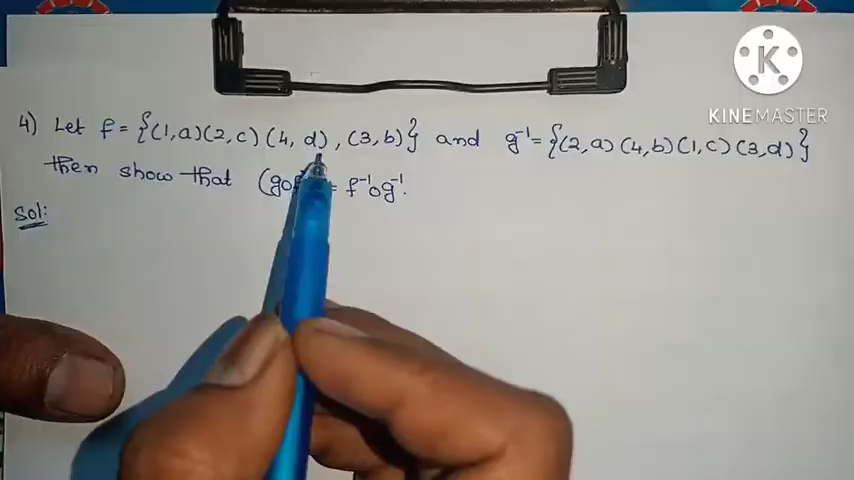 4) Let f = {(1,a)(2,c)(4, d), (3,b)} and g⁻¹ = {(2,a)(4,b)(1,c)(3,d)}
then show that (go = f⁻¹og⁻¹.
Sol:
K
KINEMASTER